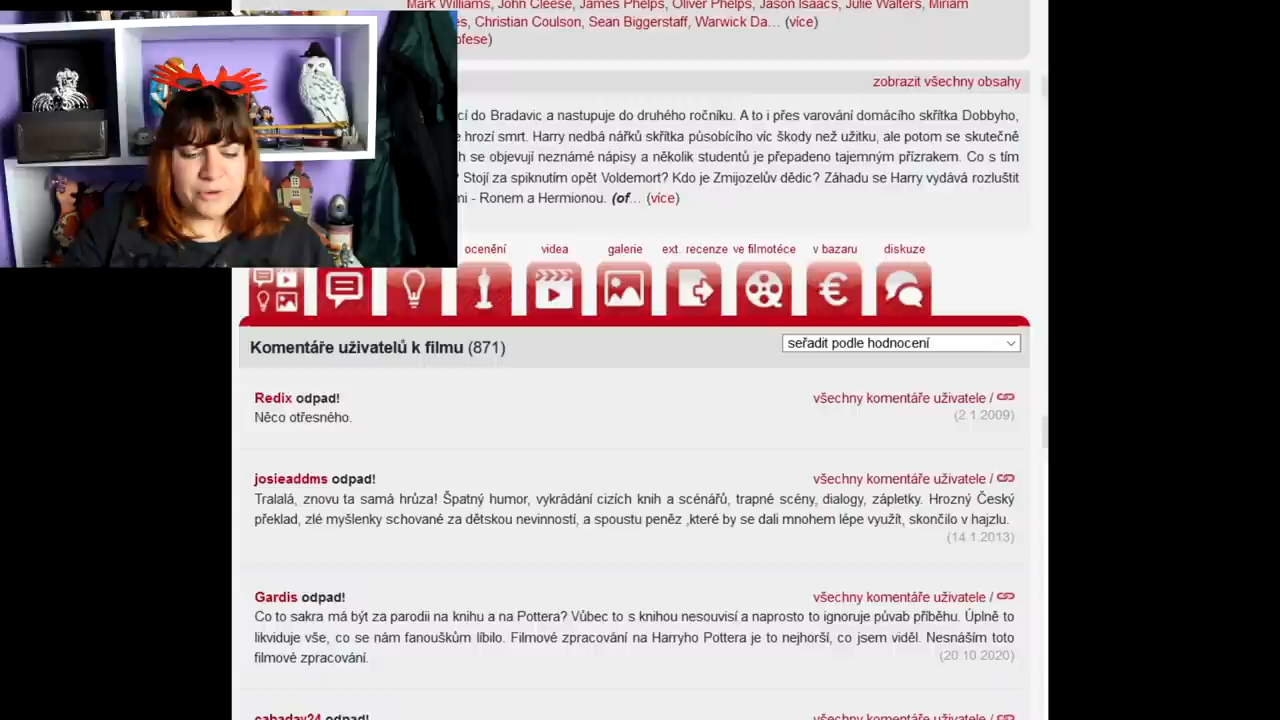 Mark Williams, John Cleese, James Phelps, Oliver Phelps, Jason Isaacs, Julie Walters, Miriam
es, Christian Coulson, Sean Biggerstaff, Warwick Da... (více)
ofese)
zobrazit všechny obsahy
cí do Bradavic a nastupuje do druhého ročníku. A to i přes varování domácího skřítka Dobbyho,
e hrozí smrt. Harry nedbá nářků skřítka působícího víc škody než užitku, ale potom se skutečně
h se objevují neznámé nápisy a několik studentů je přepadeno tajemným přízrakem. Co s tím
? Stojí za spiknutím opět Voldemort? Kdo je Zmijozelův dědic? Záhadu se Harry vydává rozluštit
mi - Ronem a Hermionou. (of... (více)
ocenění videa galerie ext. recenze ve filmotéce v bazaru diskuze
Komentáře uživatelů k filmu (871)
seřadit podle hodnocení
Redix odpad!
všechny komentáře uživatele /
Něco otřesného.
(2.1.2009)
josieaddms odpad!
všechny komentáře uživatele /
Tralalá, znovu ta samá hrůza! Špatný humor, vykrádání cizích knih a scénářů, trapné scény, dialogy, zápletky. Hrozný Český
překlad, zlé myšlenky schované za dětskou nevinností, a spoustu peněz ,které by se dali mnohem lépe využít, skončilo v hajzlu.
(14.1.2013)
Gardis odpad!
všechny komentáře uživatele /
Co to sakra má být za parodii na knihu a na Pottera? Vůbec to s knihou nesouvisí a naprosto to ignoruje půvab příběhu. Úplně to
likviduje vše, co se nám fanouškům líbilo. Filmové zpracování na Harryho Pottera je to nejhorší, co jsem viděl. Nesnáším toto
filmové zpracování.
(20.10.2020)
cabaday24 odpad!
všechny komentáře uživatele /